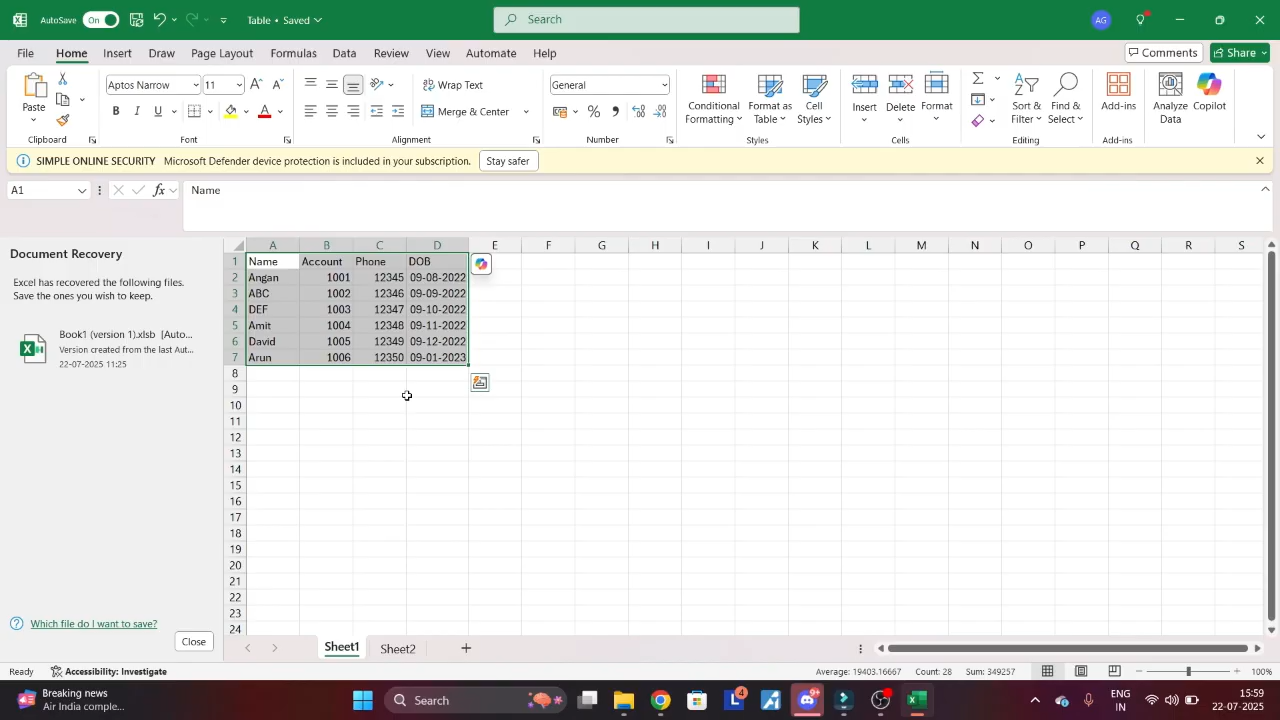 AutoSave On Table • Saved Search AG
File Home Insert Draw Page Layout Formulas Data Review View Automate Help Comments Share
Paste Aptos Narrow 11 Wrap Text General Conditional Formatting Format as Table Cell Styles Insert Delete Format Sort & Filter Find & Select Add-ins Analyze Data Copilot
B I U A Merge & Center
Clipboard Font Alignment Number Styles Cells Editing Add-ins
SIMPLE ONLINE SECURITY Microsoft Defender device protection is included in your subscription. Stay safer
A1 fx Name
Document Recovery
Excel has recovered the following files.
Save the ones you wish to keep.
Book1 (version 1).xlsb [Auto...
Version created from the last Aut...
22-07-2025 11:25
Which file do I want to save?
Close
A B C D E F G H I J K L M N O P Q R S
1 Name Account Phone DOB
2 Angan 1001 12345 09-08-2022
3 ABC 1002 12346 09-09-2022
4 DEF 1003 12347 09-10-2022
5 Amit 1004 12348 09-11-2022
6 David 1005 12349 09-12-2022
7 Arun 1006 12350 09-01-2023
8
9
10
11
12
13
14
15
16
17
18
19
20
21
22
23
24
Sheet1 Sheet2
Ready Accessibility: Investigate Average: 19403.16667 Count: 28 Sum: 349257 100%
Breaking news
Air India comple...
Search
4
9+
ENG
IN
15:59
22-07-2025